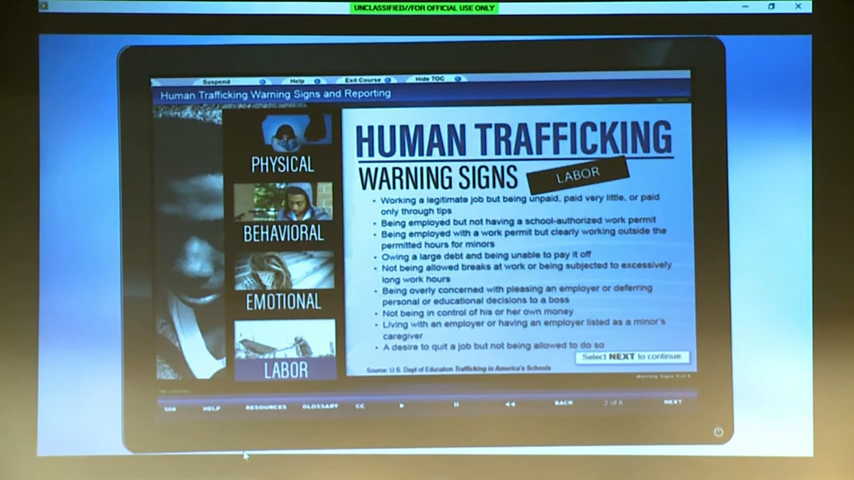 UNCLASSIFIED//FOR OFFICIAL USE ONLY
Suspend Help Exit Course Hide TOC
Human Trafficking Warning Signs and Reporting
PHYSICAL
BEHAVIORAL
EMOTIONAL
LABOR
HUMAN TRAFFICKING
WARNING SIGNS LABOR
• Working a legitimate job but being unpaid, paid very little, or paid
only through tips
• Being employed but not having a school-authorized work permit
• Being employed with a work permit but clearly working outside the
permitted hours for minors
• Owing a large debt and being unable to pay it off
• Not being allowed breaks at work or being subjected to excessively
long work hours
• Being overly concerned with pleasing an employer or deferring
personal or educational decisions to a boss
• Not being in control of his or her own money
• Living with an employer or having an employer listed as a minor's
caregiver
• A desire to quit a job but not being allowed to do so
Select NEXT to continue.
Source: U.S. Dept of Education Trafficking in America's Schools
508 HELP RESOURCES GLOSSARY CC BACK NEXT